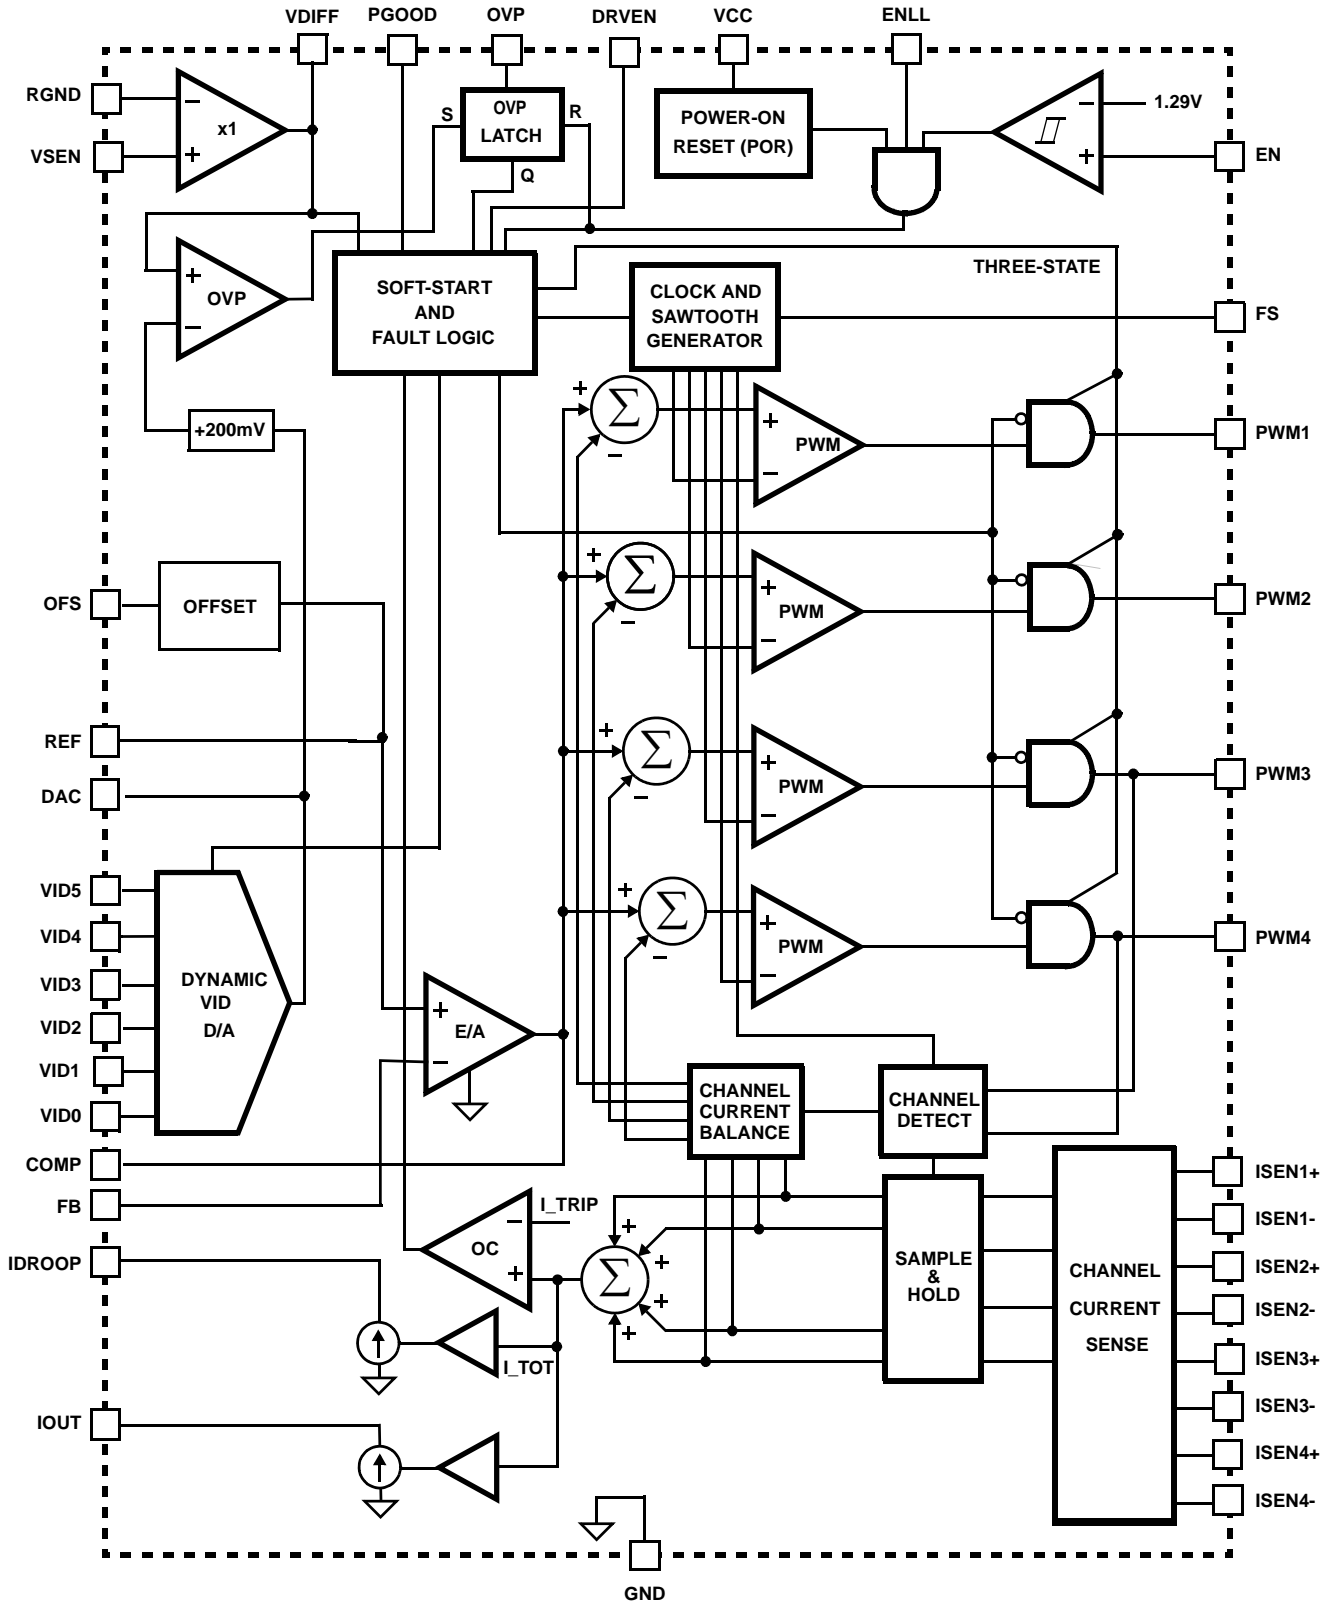 VDIFF PGOOD OVP DRVEN VCC ENLL
RGND
−
x1
VSEN
+
S
OVP
LATCH
R
Q
POWER-ON
RESET (POR)
−
1.29V
+
EN
+
OVP
−
SOFT-START
AND
FAULT LOGIC
CLOCK AND
SAWTOOTH
GENERATOR
THREE-STATE
FS
+200mV
+
Σ
−
+
PWM
−
PWM1
OFS
OFFSET
+
Σ
−
+
PWM
−
PWM2
REF
DAC
+
Σ
−
+
PWM
−
PWM3
VID5
VID4
VID3
VID2
VID1
VID0
DYNAMIC
VID
D/A
+
Σ
−
+
PWM
−
PWM4
+
E/A
−
COMP
FB
CHANNEL
CURRENT
BALANCE
CHANNEL
DETECT
IDROOP
− I_TRIP
OC
+
I_TOT
+
+
Σ
+
+
SAMPLE
&
HOLD
CHANNEL
CURRENT
SENSE
ISEN1+
ISEN1-
ISEN2+
ISEN2-
ISEN3+
ISEN3-
ISEN4+
ISEN4-
IOUT
GND